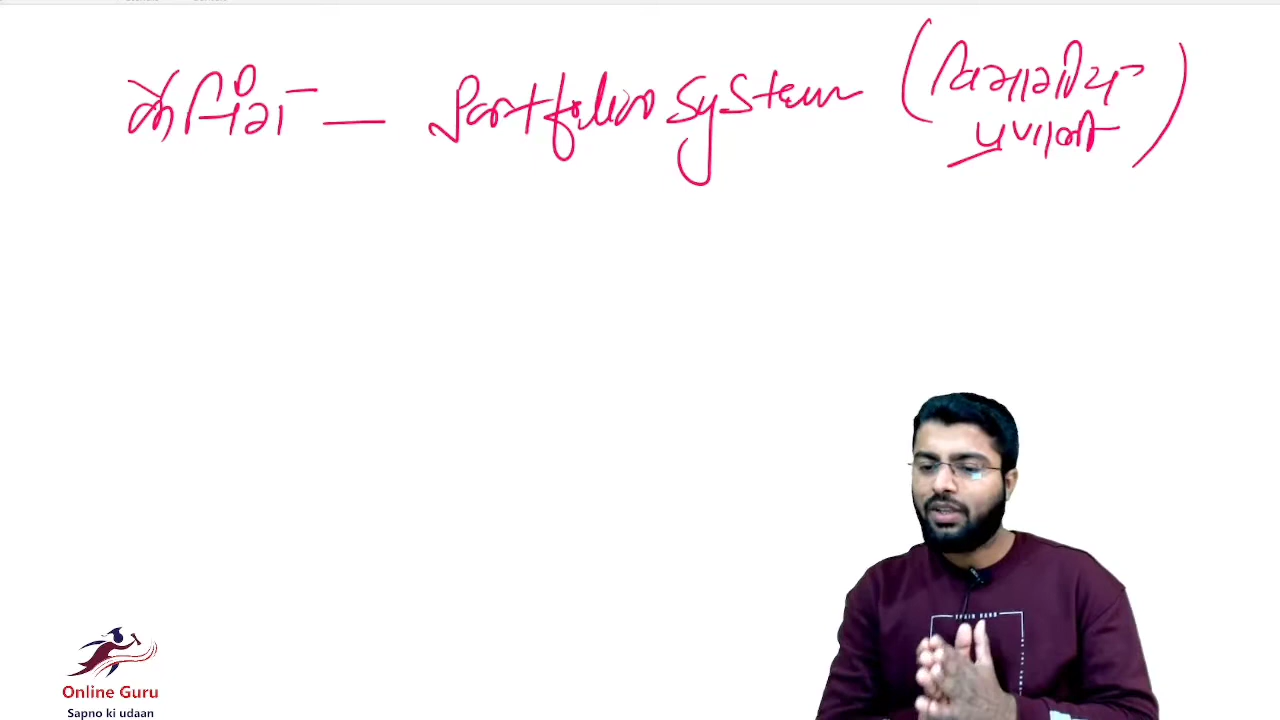 कैनिंग — Portfolio System (विभागीय
प्रणाली)
Online Guru
Sapno ki udaan